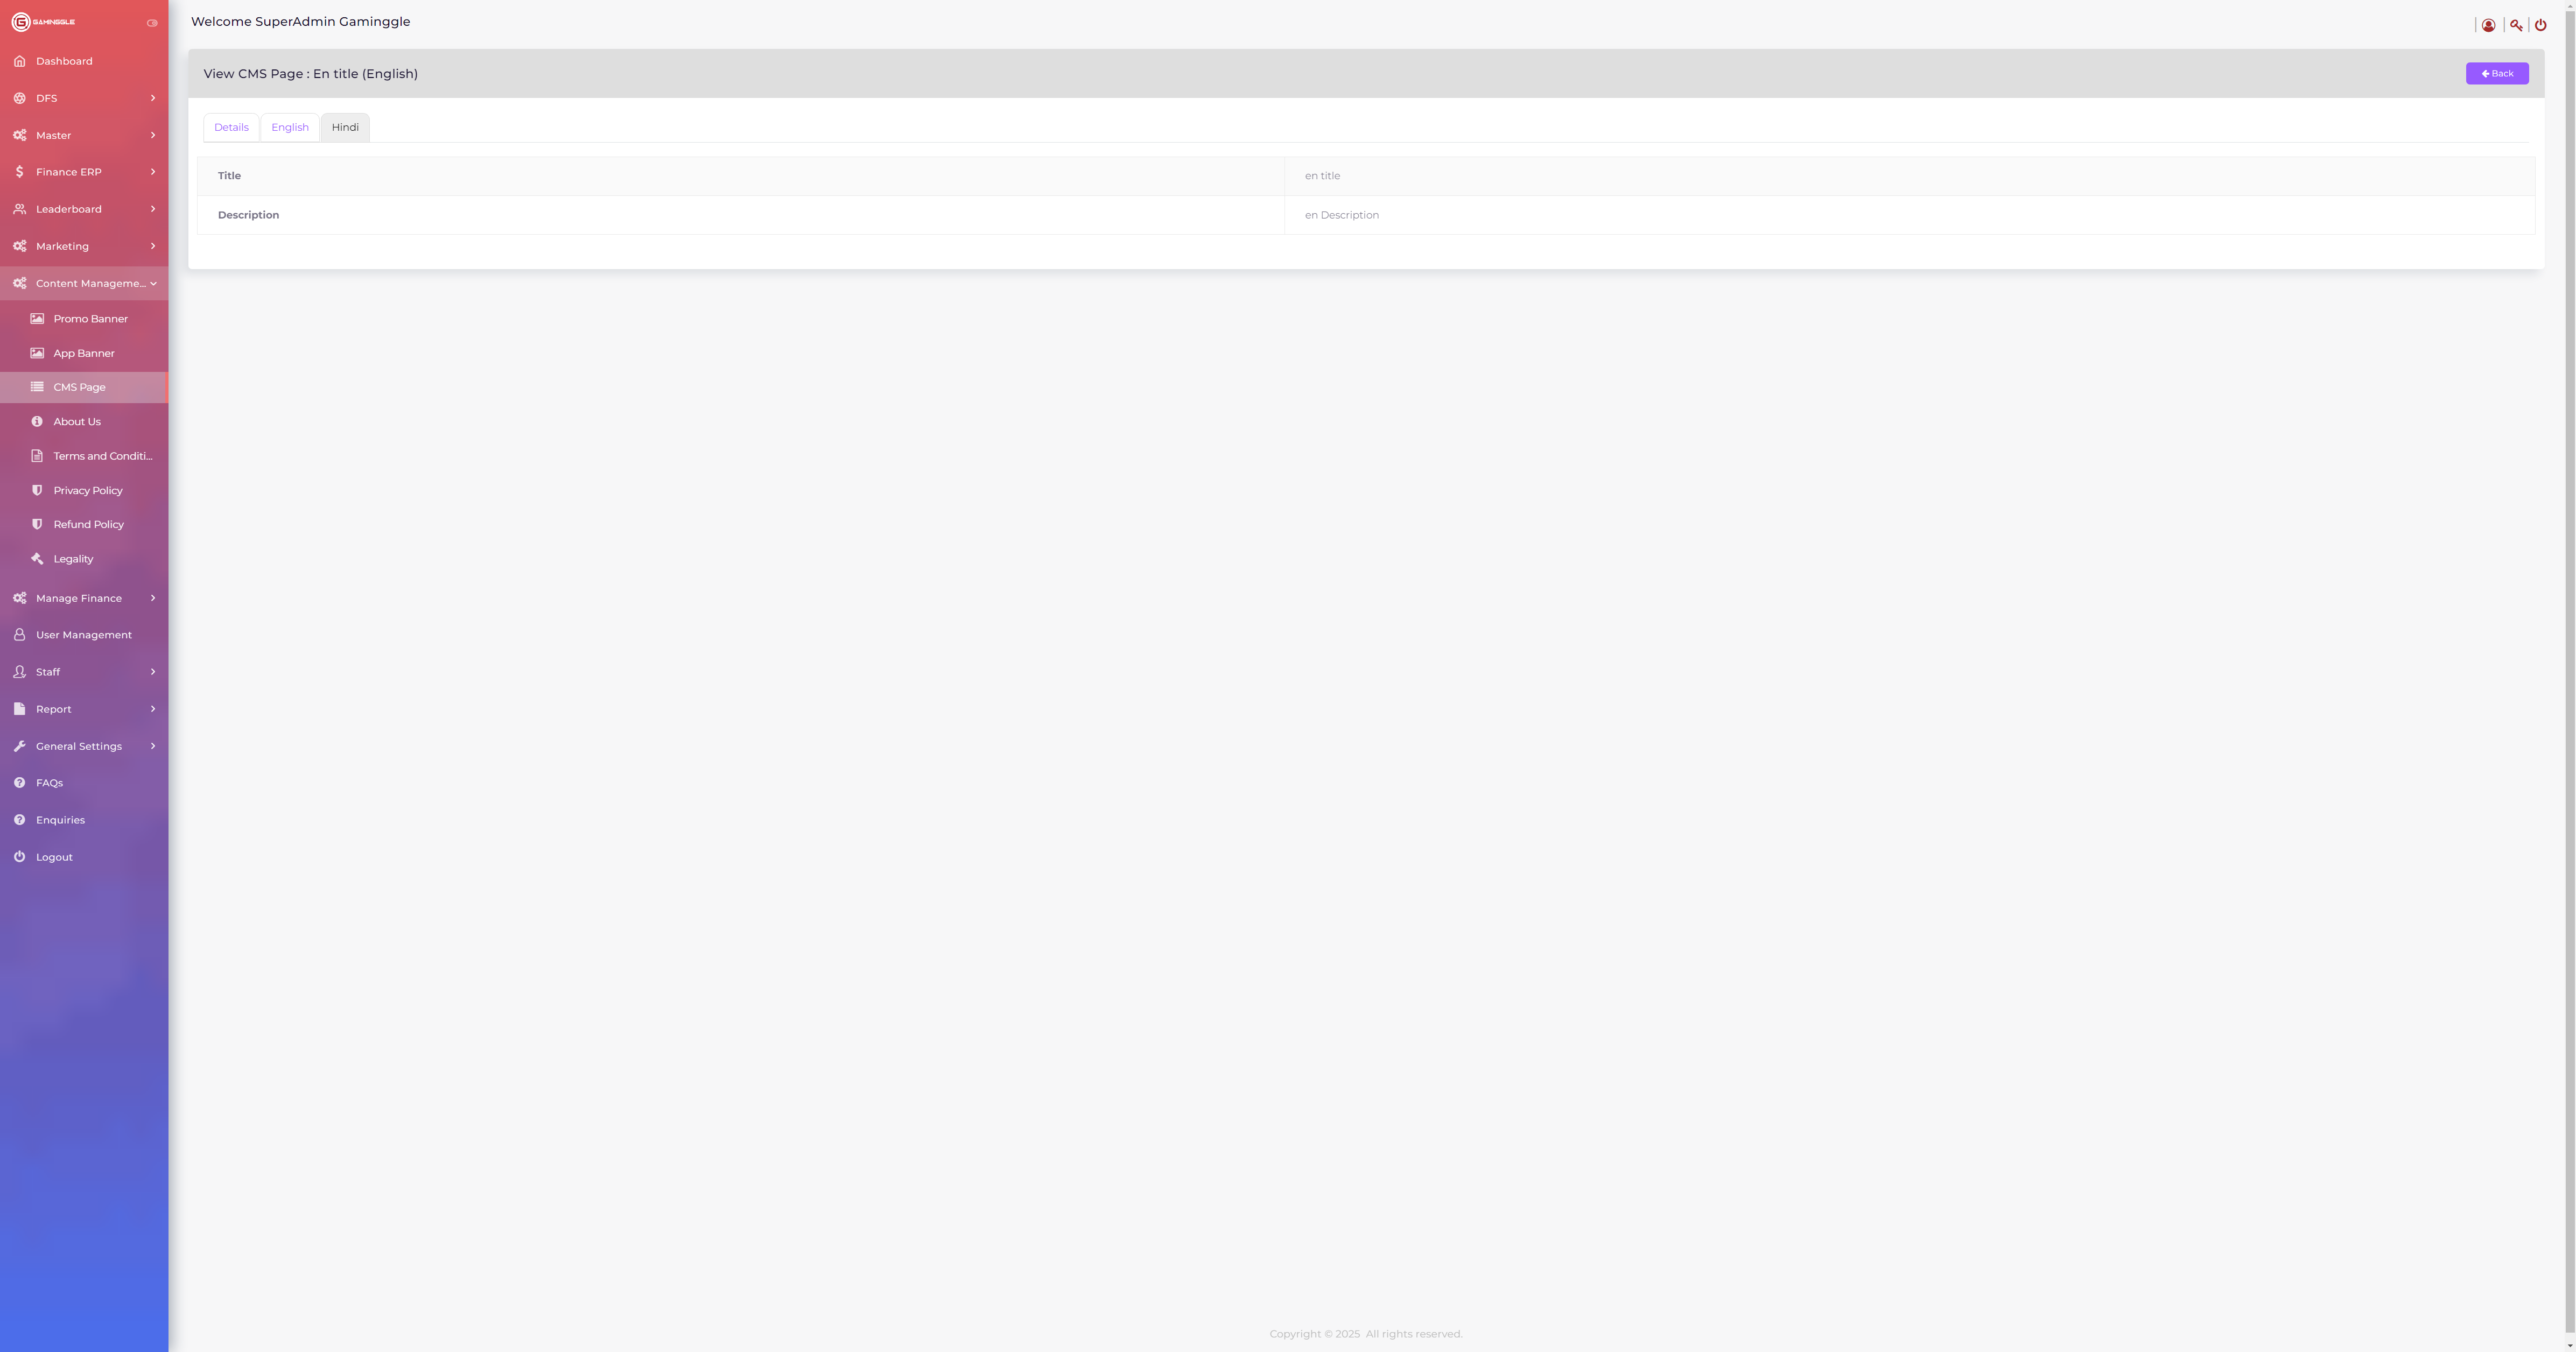 GAMINGGLE
Welcome SuperAdmin Gaminggle
Dashboard
DFS
Master
Finance ERP
Leaderboard
Marketing
Content Manageme...
Promo Banner
App Banner
CMS Page
About Us
Terms and Conditi...
Privacy Policy
Refund Policy
Legality
Manage Finance
User Management
Staff
Report
General Settings
FAQs
Enquiries
Logout
View CMS Page : En title (English)
Back
Details English Hindi
Title en title
Description en Description
Copyright © 2025 All rights reserved.